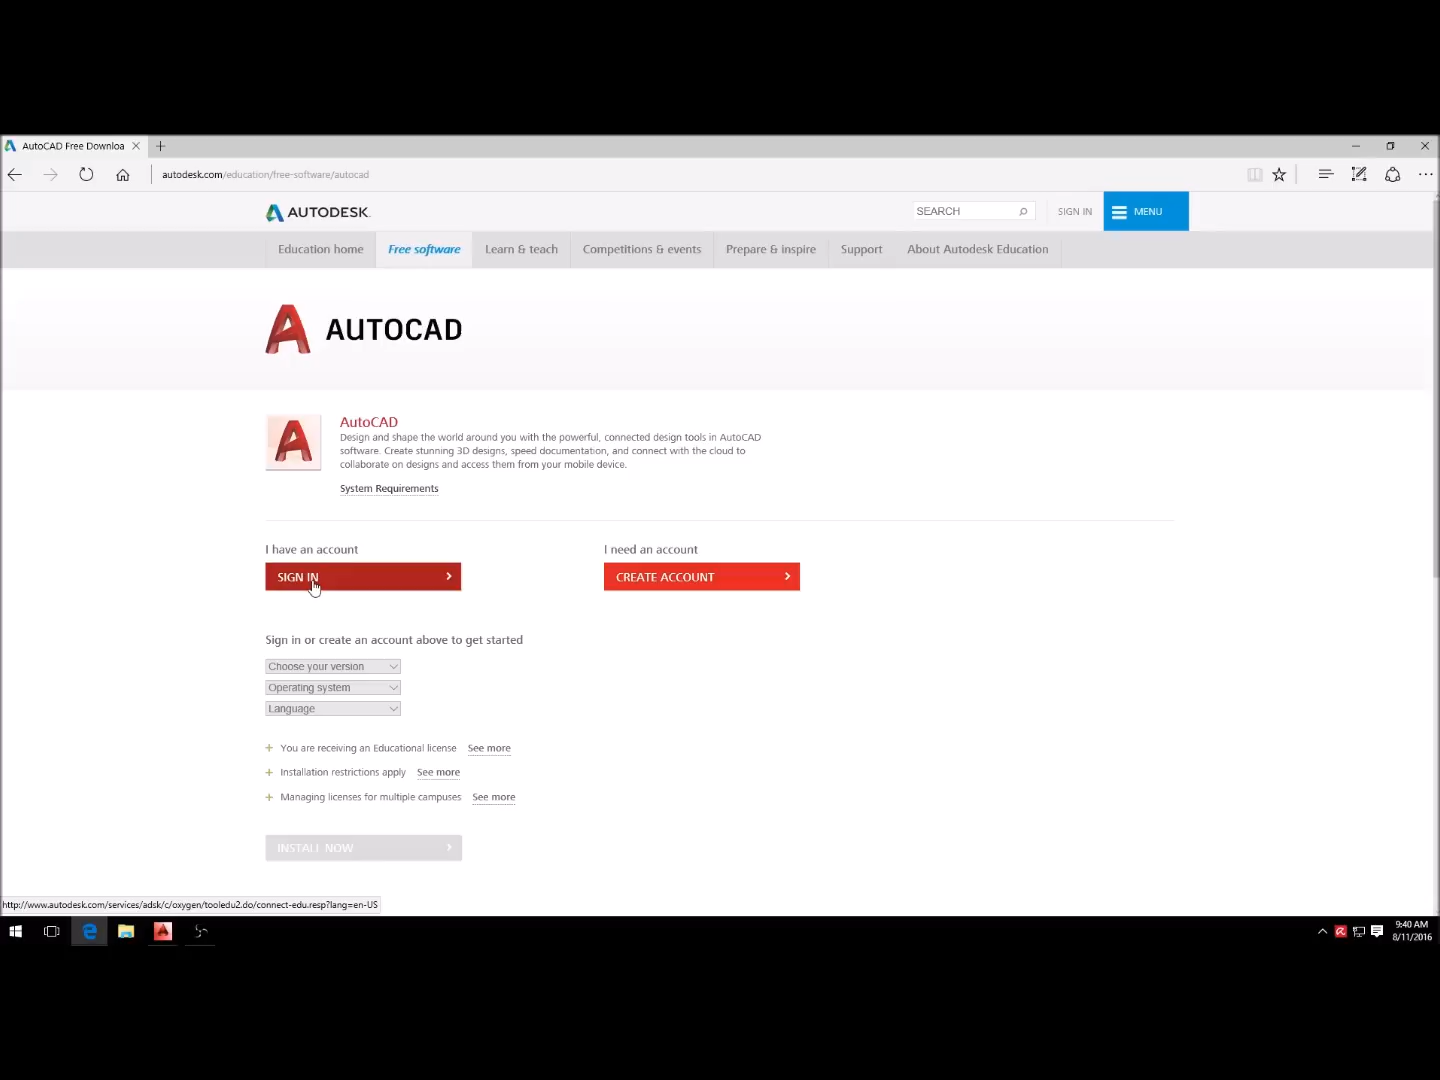 AutoCAD Free Downloa
autodesk.com/education/free-software/autocad
AUTODESK.
SEARCH
SIGN IN
MENU
Education home
Free software
Learn & teach
Competitions & events
Prepare & inspire
Support
About Autodesk Education
AUTOCAD
AutoCAD
Design and shape the world around you with the powerful, connected design tools in AutoCAD
software. Create stunning 3D designs, speed documentation, and connect with the cloud to
collaborate on designs and access them from your mobile device.
System Requirements
I have an account
I need an account
SIGN IN
CREATE ACCOUNT
Sign in or create an account above to get started
Choose your version
Operating system
Language
+ You are receiving an Educational license See more
+ Installation restrictions apply See more
+ Managing licenses for multiple campuses See more
INSTALL NOW
http://www.autodesk.com/services/adsk/c/oxygen/tooledu2.do/connect-edu.resp?lang=en-US
9:40 AM
8/11/2016